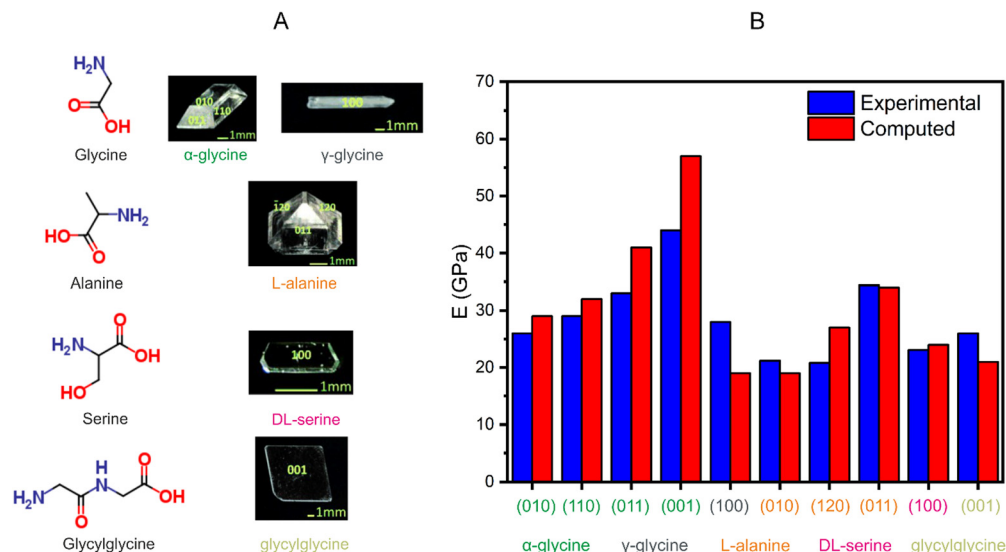 A
H₂N
O
OH
Glycine
010
110
011
1mm
α-glycine
100
1mm
γ-glycine
NH₂
HO
O
Alanine
1̄20
120
011
1mm
L-alanine
O
H₂N
OH
HO
Serine
100
1mm
DL-serine
H
N
O
H₂N
OH
O
Glycylglycine
001
1mm
glycylglycine
B
Experimental
Computed
E (GPa)
70
60
50
40
30
20
10
0
(010) (110) (011) (001) (100) (010) (120) (011) (100) (001)
α-glycine γ-glycine L-alanine DL-serine glycylglycine